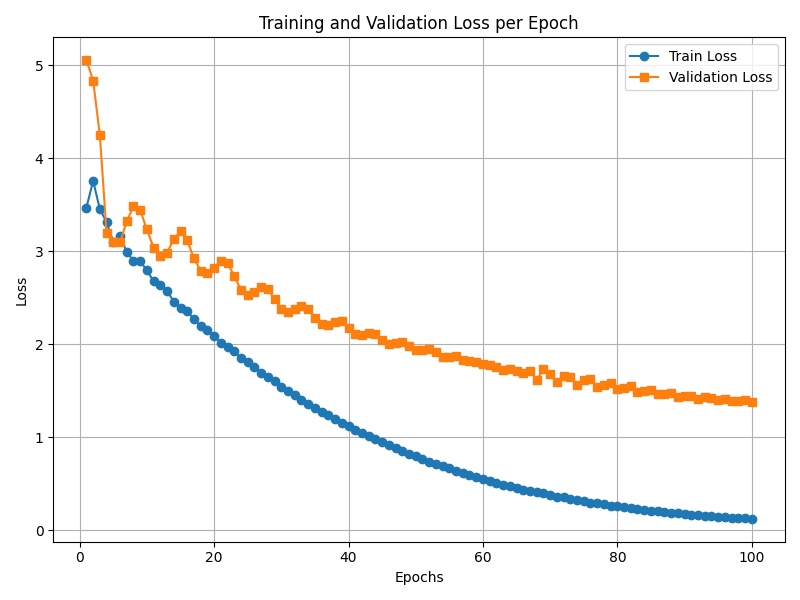 Training and Validation Loss per Epoch
Train Loss
Validation Loss
5
4
3
2
1
0
Loss
0 20 40 60 80 100
Epochs